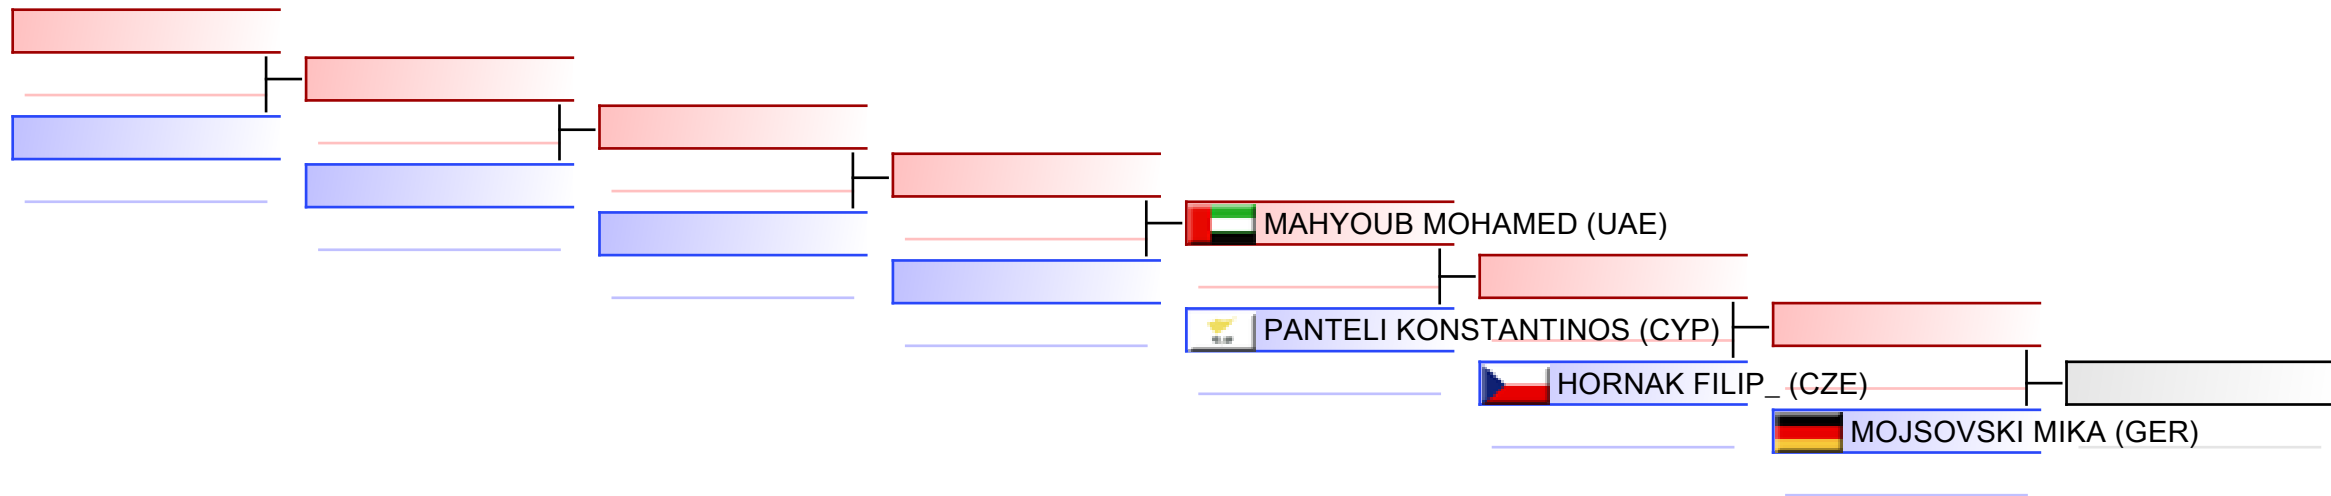 MAHYOUB MOHAMED (UAE)
PANTELI KONSTANTINOS (CYP)
HORNAK FILIP_ (CZE)
MOJSOVSKI MIKA (GER)